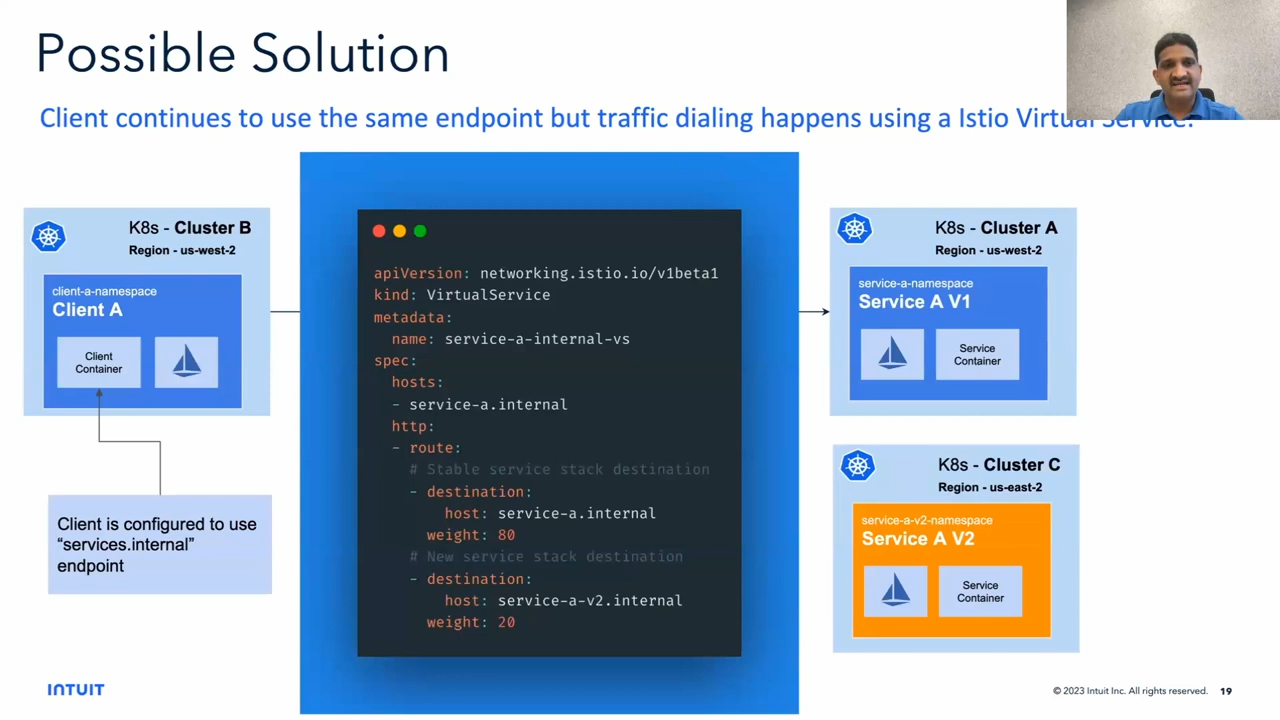 Possible Solution
Client continues to use the same endpoint but traffic dialing happens using a Istio Virtual Service.
K8s - Cluster B
Region - us-west-2
client-a-namespace
Client A
Client
Container
Client is configured to use
“services.internal”
endpoint
apiVersion: networking.istio.io/v1beta1
kind: VirtualService
metadata:
name: service-a-internal-vs
spec:
hosts:
- service-a.internal
http:
- route:
# Stable service stack destination
- destination:
host: service-a.internal
weight: 80
# New service stack destination
- destination:
host: service-a-v2.internal
weight: 20
K8s - Cluster A
Region - us-west-2
service-a-namespace
Service A V1
Service
Container
K8s - Cluster C
Region - us-east-2
service-a-v2-namespace
Service A V2
Service
Container
INTUIT
© 2023 Intuit Inc. All rights reserved. 19